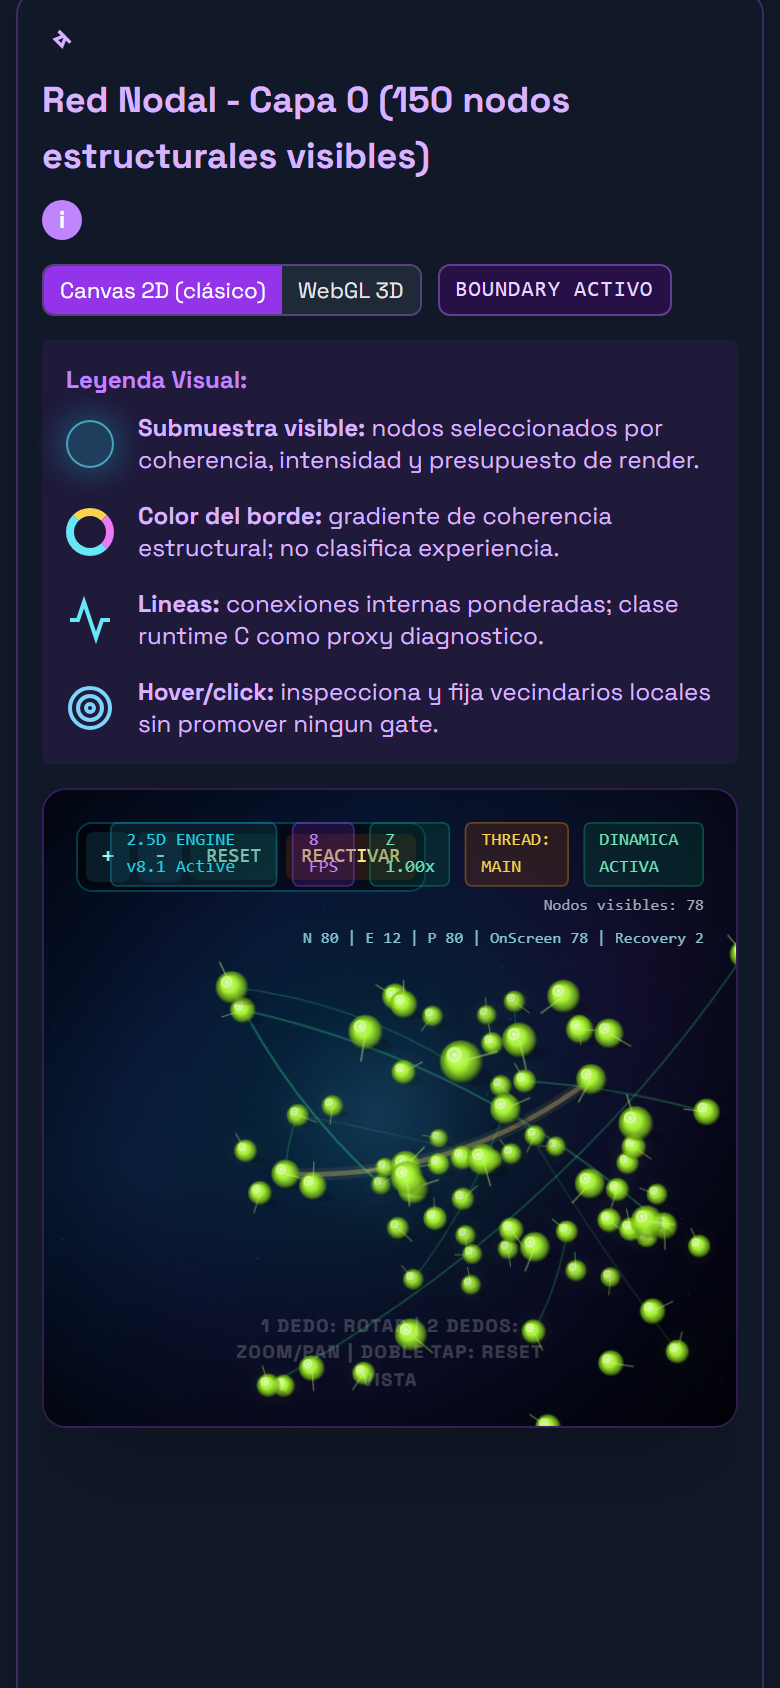 Red Nodal - Capa 0 (150 nodos
estructurales visibles)
i
Canvas 2D (clásico)
WebGL 3D
BOUNDARY ACTIVO
Leyenda Visual:
Submuestra visible: nodos seleccionados por
coherencia, intensidad y presupuesto de render.
Color del borde: gradiente de coherencia
estructural; no clasifica experiencia.
Lineas: conexiones internas ponderadas; clase
runtime C como proxy diagnostico.
Hover/click: inspecciona y fija vecindarios locales
sin promover ningun gate.
+
-
RESET
REACTIVAR
2.5D ENGINE
v8.1 Active
8
FPS
Z
1.00x
THREAD:
MAIN
DINAMICA
ACTIVA
Nodos visibles: 78
N 80 | E 12 | P 80 | OnScreen 78 | Recovery 2
1 DEDO: ROTAR | 2 DEDOS:
ZOOM/PAN | DOBLE TAP: RESET
VISTA